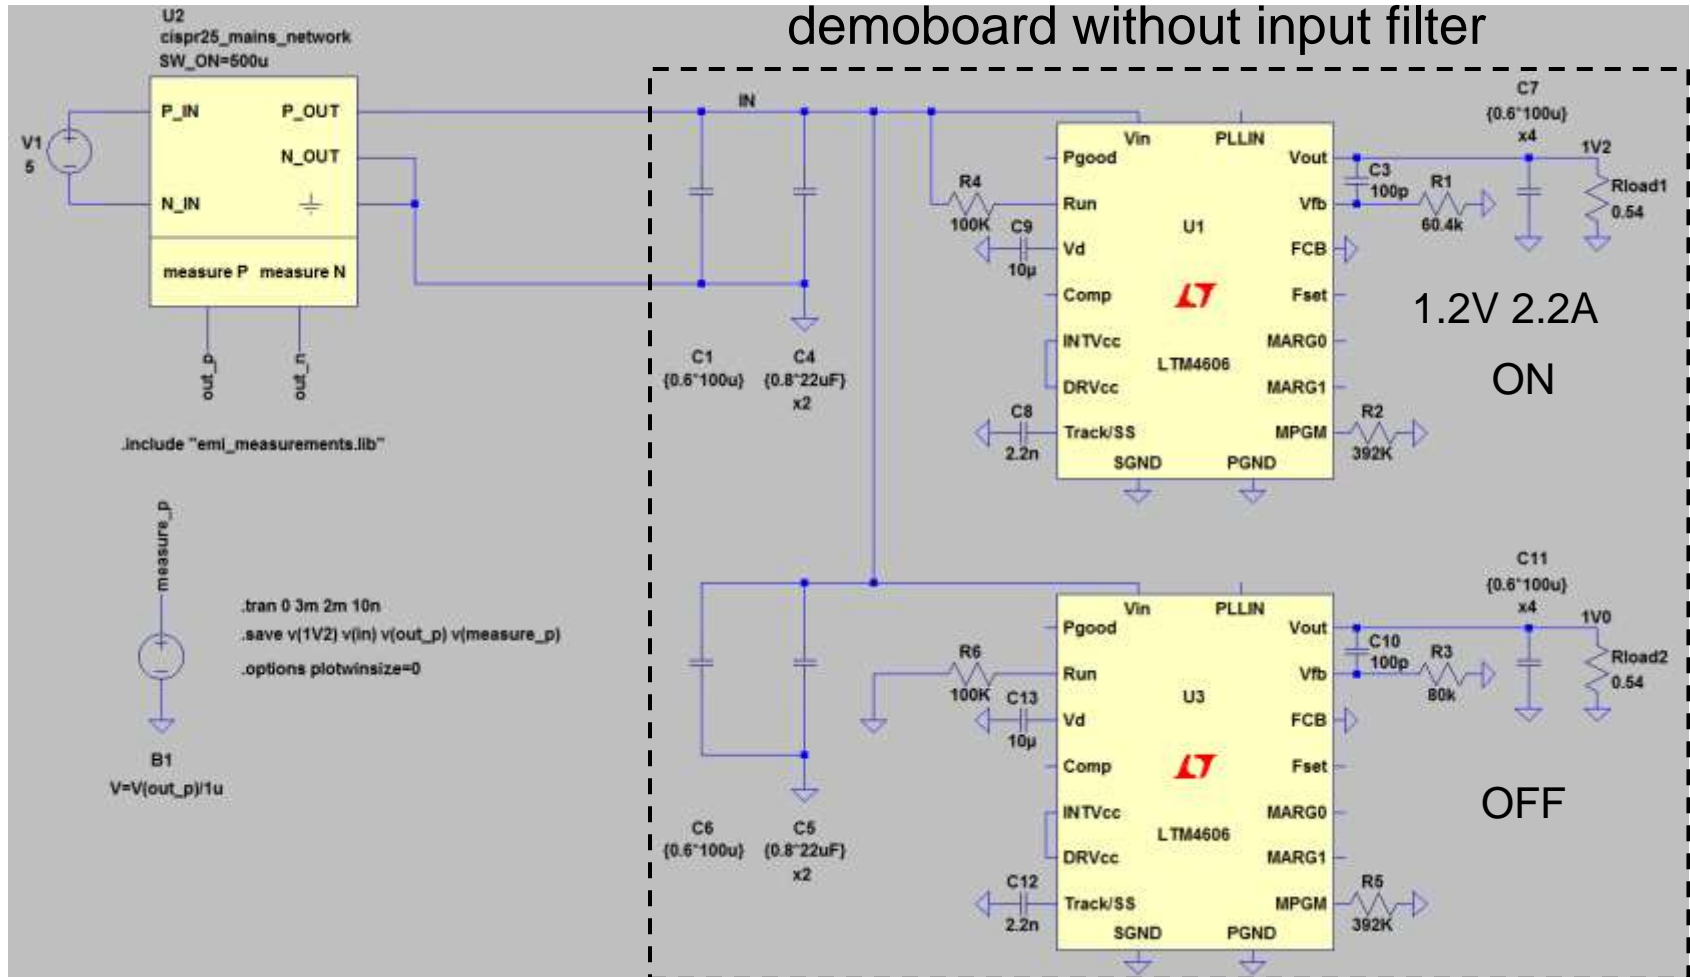 demoboard without input filter
U2
cispr25_mains_network
SW_ON=500u
P_IN
P_OUT
N_OUT
N_IN
measure P measure N
V1
5
out_p
out_n
.include "emi_measurements.lib"
measure_p
B1
V=V(out_p)/1u
.tran 0 3m 2m 10n
.save v(1V2) v(in) v(out_p) v(measure_p)
.options plotwinsize=0
IN
C1
{0.6*100u}
C4
{0.8*22uF}
x2
R4
100K
C9
10µ
C8
2.2n
Vin
PLLIN
Pgood
Vout
Run
Vfb
U1
Vd
FCB
Comp
Fset
INTVcc
MARG0
LTM4606
DRVcc
MARG1
Track/SS
MPGM
SGND
PGND
C3
100p
R1
60.4k
C7
{0.6*100u}
x4
1V2
Rload1
0.54
1.2V 2.2A
ON
R2
392K
C6
{0.6*100u}
C5
{0.8*22uF}
x2
R6
100K
C13
10µ
C12
2.2n
Vin
PLLIN
Pgood
Vout
Run
Vfb
U3
Vd
FCB
Comp
Fset
INTVcc
MARG0
LTM4606
DRVcc
MARG1
Track/SS
MPGM
SGND
PGND
C10
100p
R3
80k
C11
{0.6*100u}
x4
1V0
Rload2
0.54
OFF
R5
392K